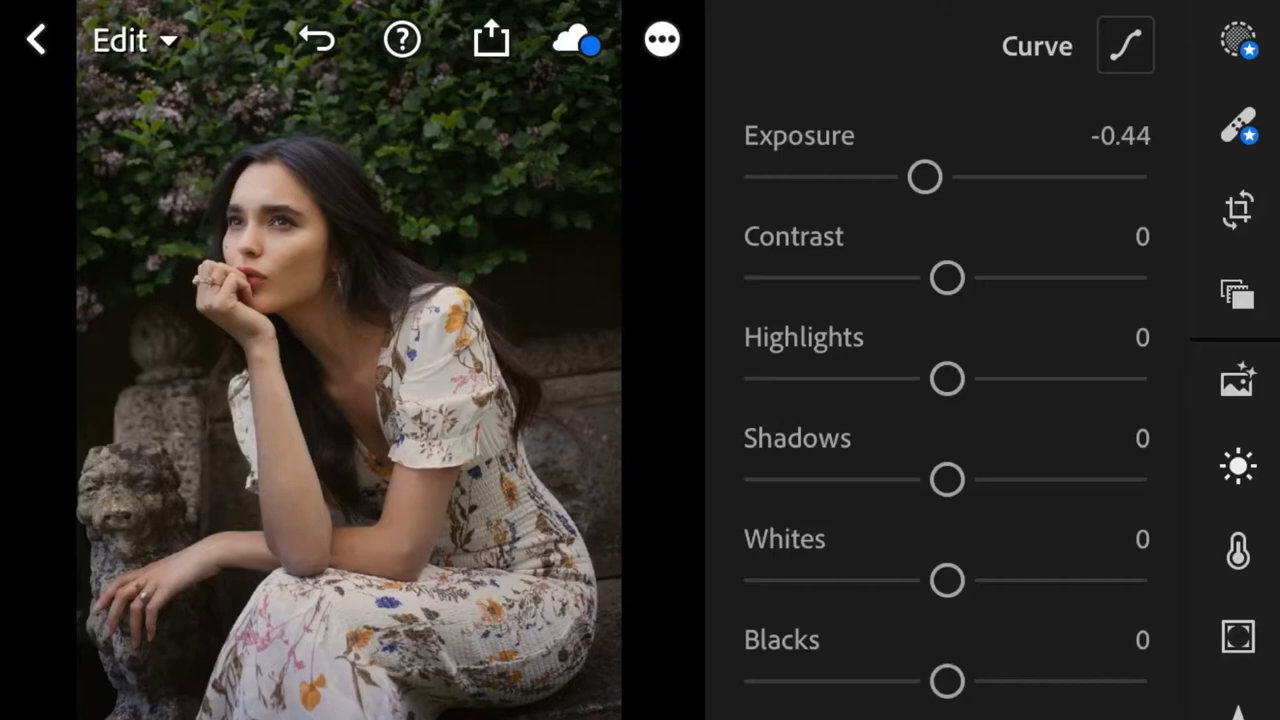 Edit
Curve
Exposure -0.44
Contrast 0
Highlights 0
Shadows 0
Whites 0
Blacks 0